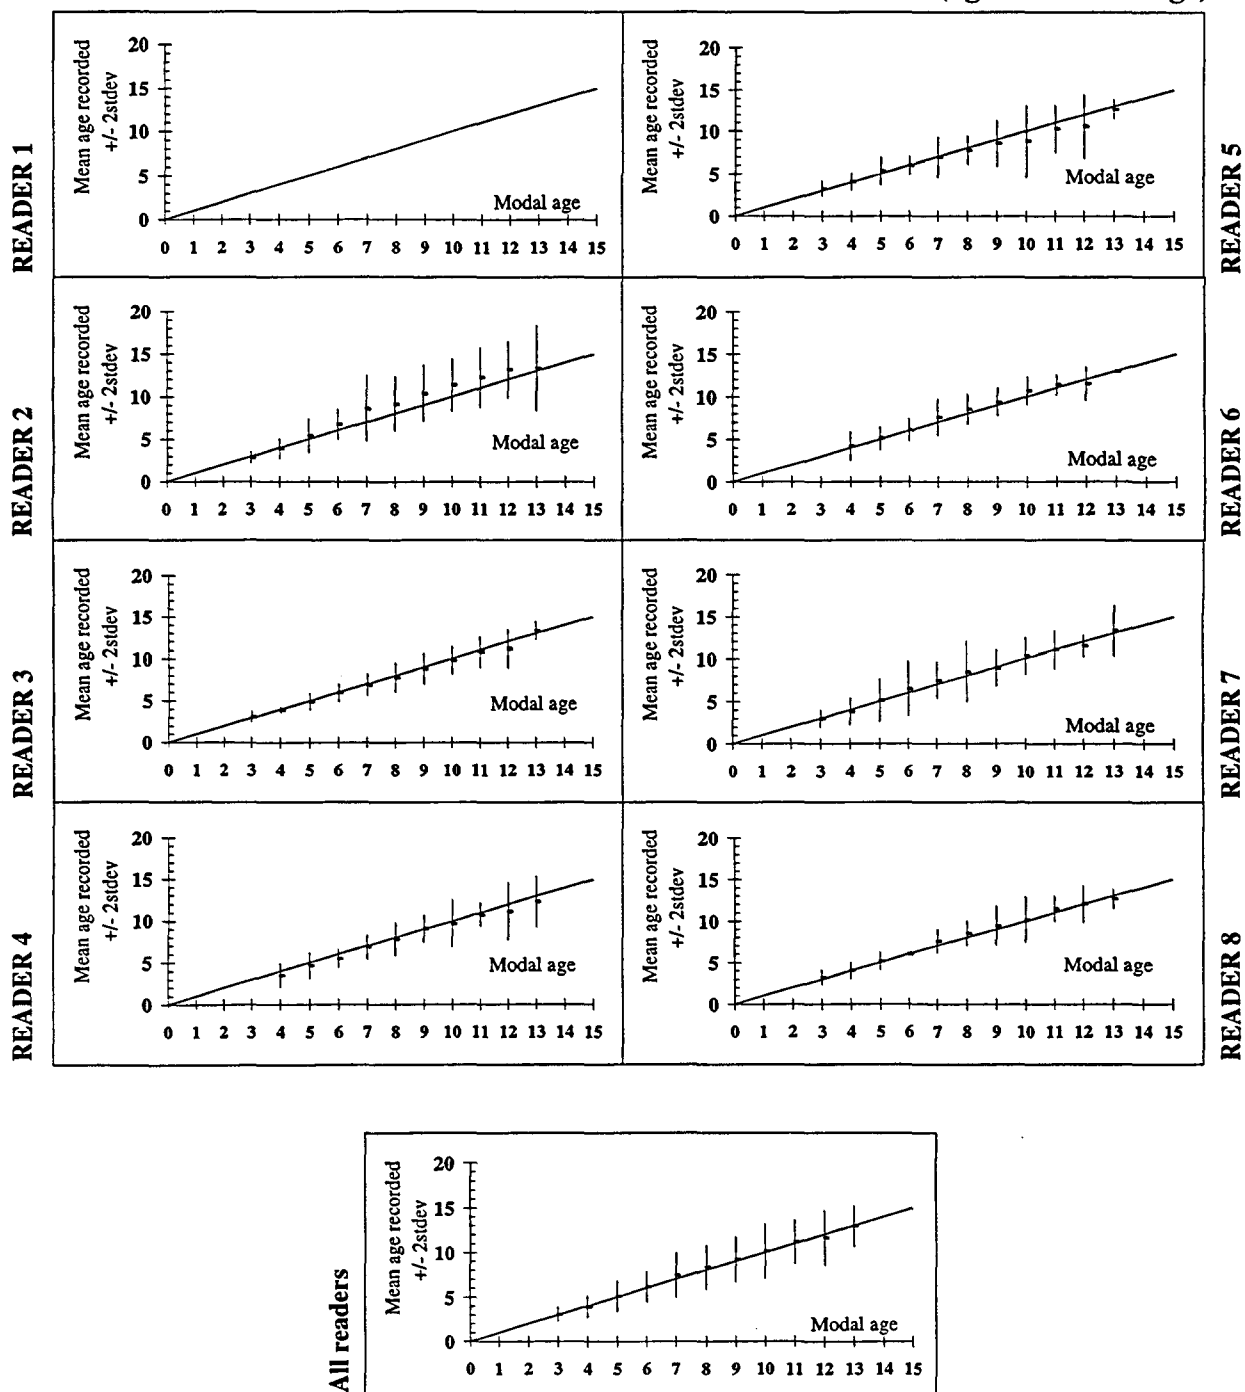 READER 1
Mean age recorded
+/- 2stdev
20
15
10
5
0
Modal age
0 1 2 3 4 5 6 7 8 9 10 11 12 13 14 15
READER 5
Mean age recorded
+/- 2stdev
20
15
10
5
0
Modal age
0 1 2 3 4 5 6 7 8 9 10 11 12 13 14 15
READER 2
Mean age recorded
+/- 2stdev
20
15
10
5
0
Modal age
0 1 2 3 4 5 6 7 8 9 10 11 12 13 14 15
READER 6
Mean age recorded
+/- 2stdev
20
15
10
5
0
Modal age
0 1 2 3 4 5 6 7 8 9 10 11 12 13 14 15
READER 3
Mean age recorded
+/- 2stdev
20
15
10
5
0
Modal age
0 1 2 3 4 5 6 7 8 9 10 11 12 13 14 15
READER 7
Mean age recorded
+/- 2stdev
20
15
10
5
0
Modal age
0 1 2 3 4 5 6 7 8 9 10 11 12 13 14 15
READER 4
Mean age recorded
+/- 2stdev
20
15
10
5
0
Modal age
0 1 2 3 4 5 6 7 8 9 10 11 12 13 14 15
READER 8
Mean age recorded
+/- 2stdev
20
15
10
5
0
Modal age
0 1 2 3 4 5 6 7 8 9 10 11 12 13 14 15
All readers
Mean age recorded
+/- 2stdev
20
15
10
5
0
Modal age
0 1 2 3 4 5 6 7 8 9 10 11 12 13 14 15